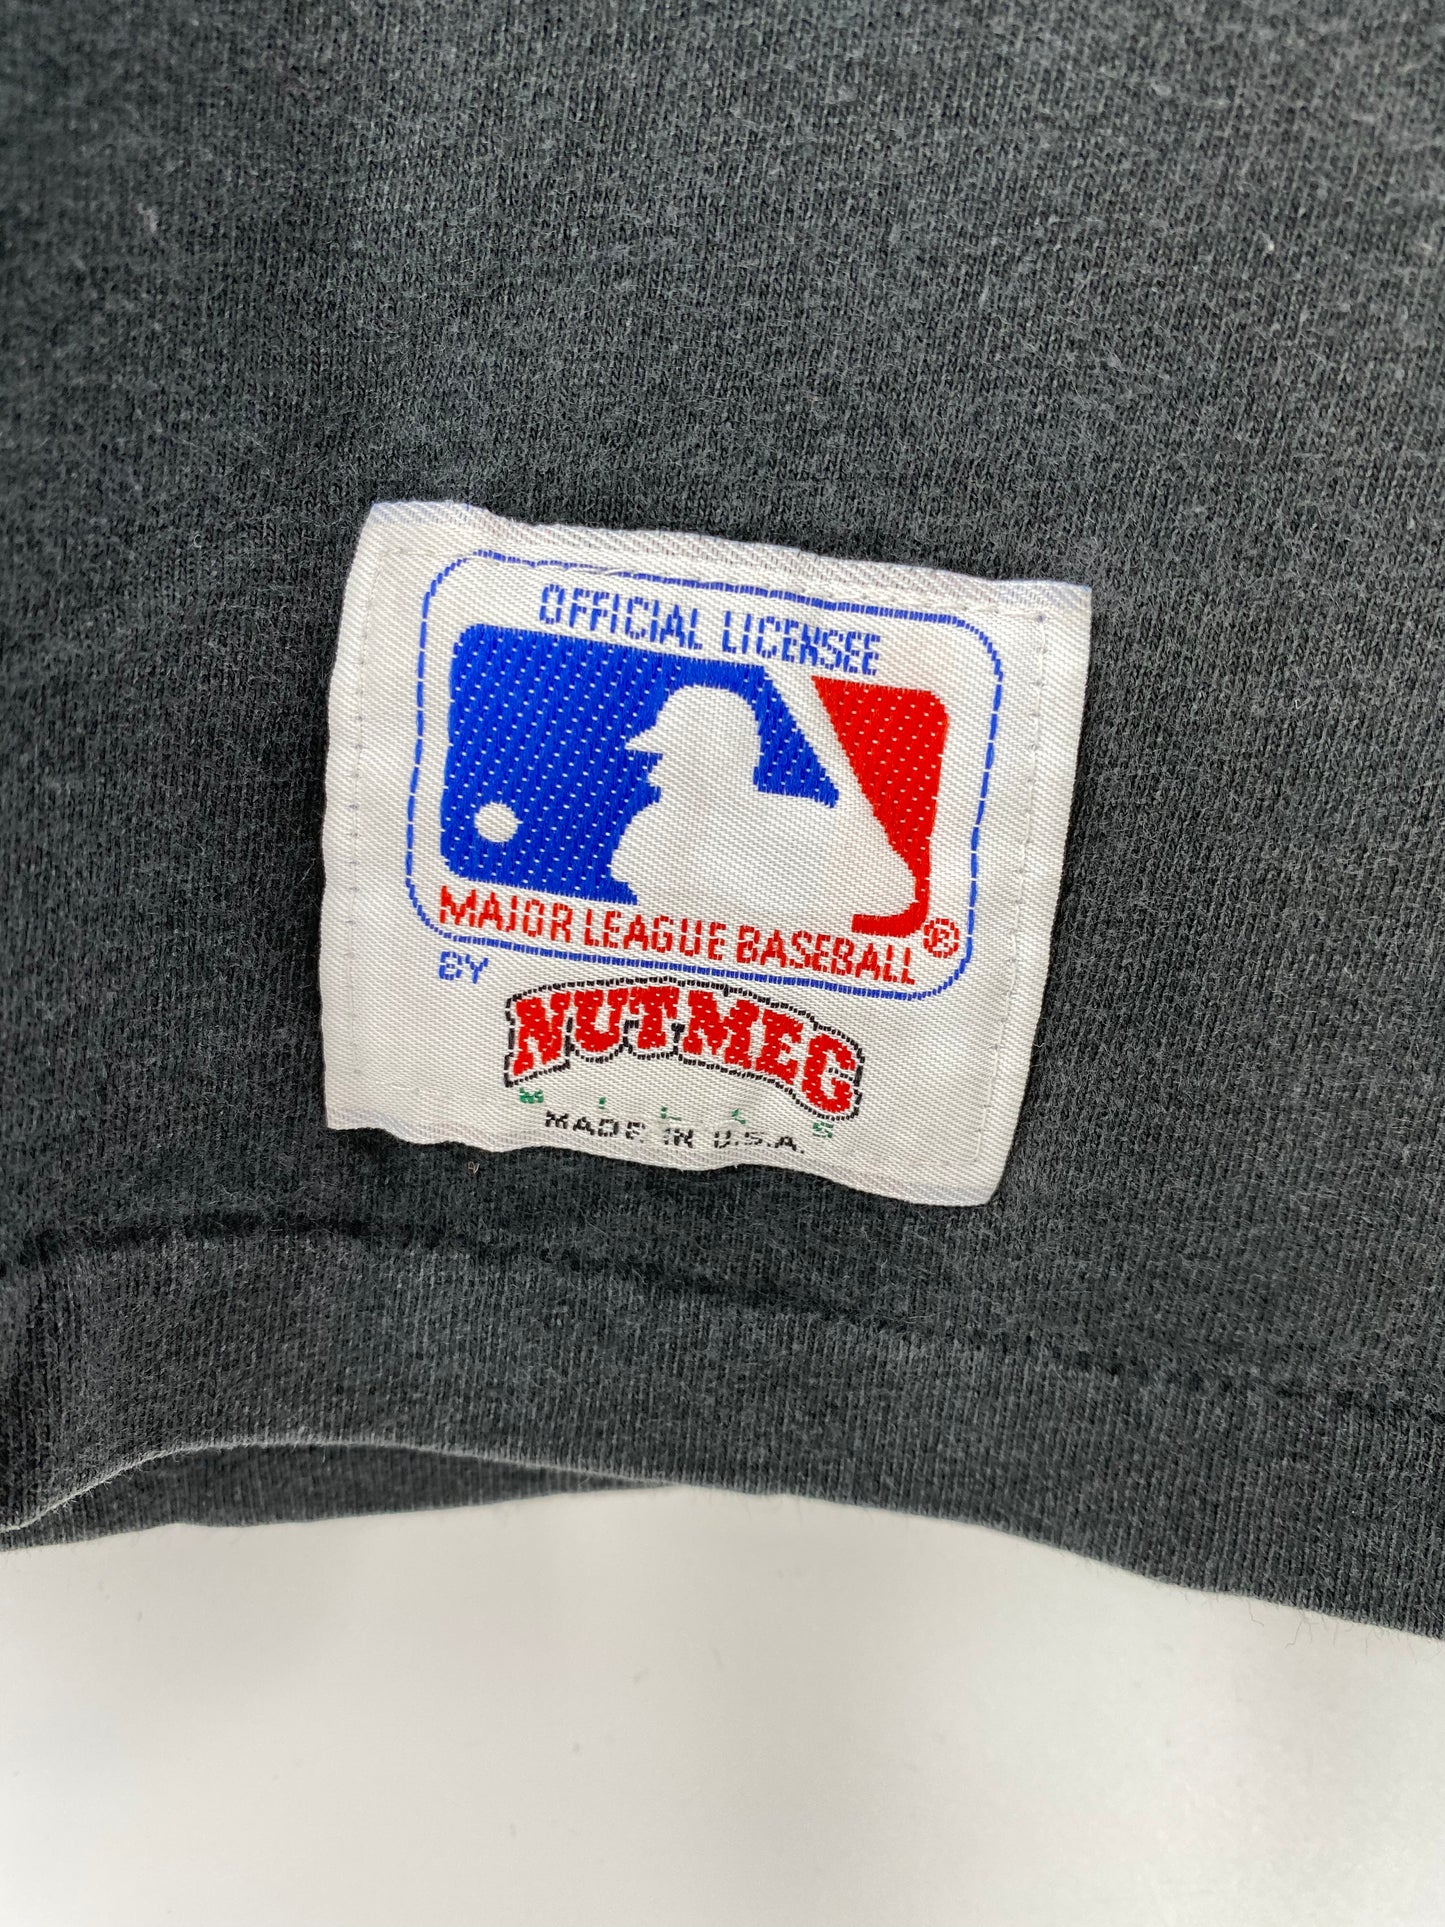 OFFICIAL LICENSEE
MAJOR LEAGUE BASEBALL®
BY
NUTMEG
MILLS
MADE IN U.S.A.